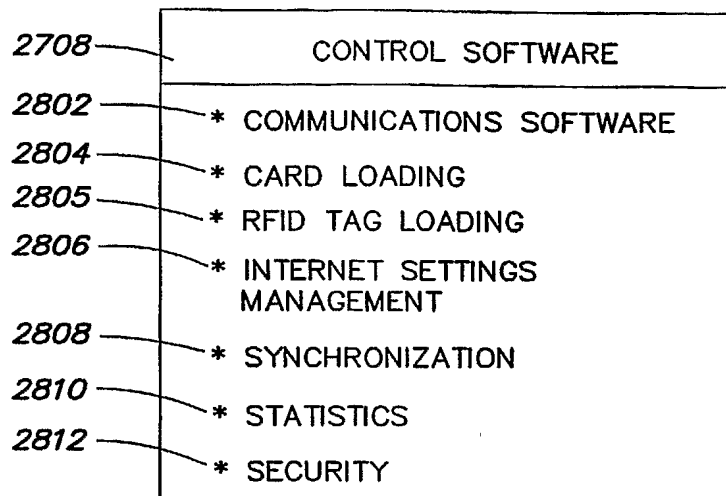 2708 CONTROL SOFTWARE
2802 * COMMUNICATIONS SOFTWARE
2804 * CARD LOADING
2805 * RFID TAG LOADING
2806 * INTERNET SETTINGS
MANAGEMENT
2808 * SYNCHRONIZATION
2810 * STATISTICS
2812 * SECURITY